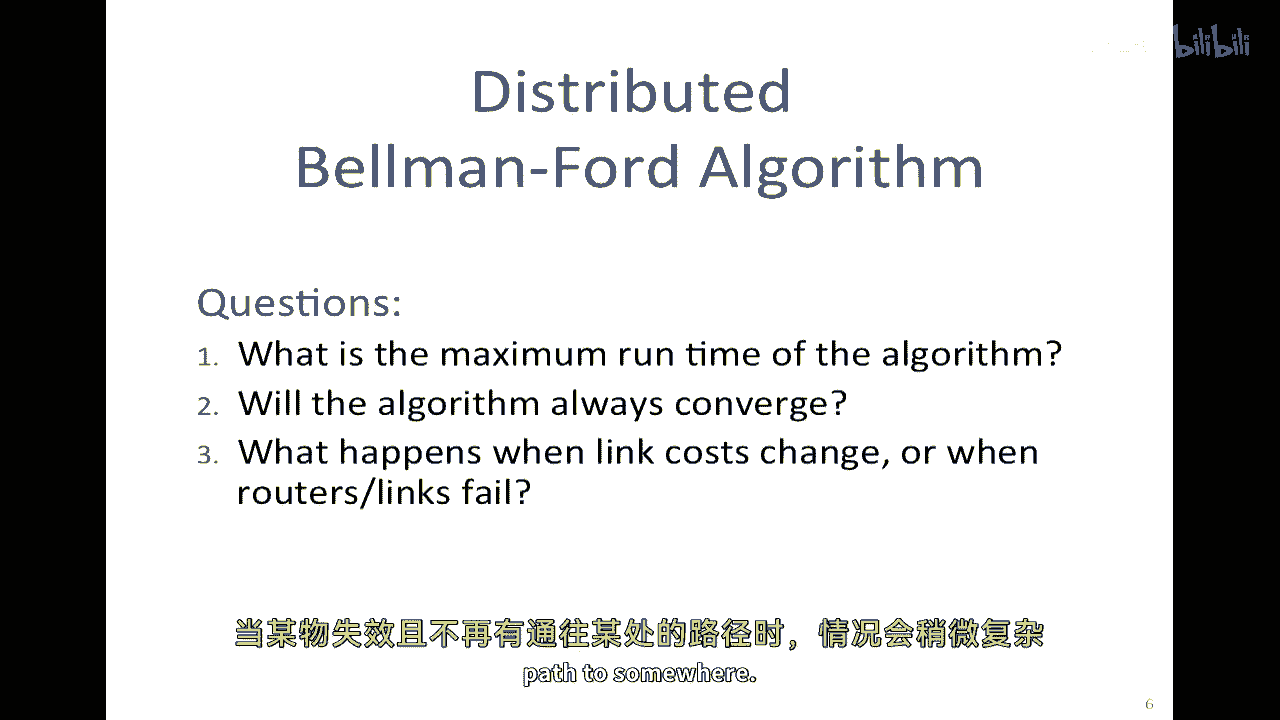 bilibili
Distributed
Bellman-Ford Algorithm
Questions:
1. What is the maximum run time of the algorithm?
2. Will the algorithm always converge?
3. What happens when link costs change, or when
routers/links fail?
当某物失效且不再有通往某处的路径时，情况会稍微复杂
path to somewhere.
6